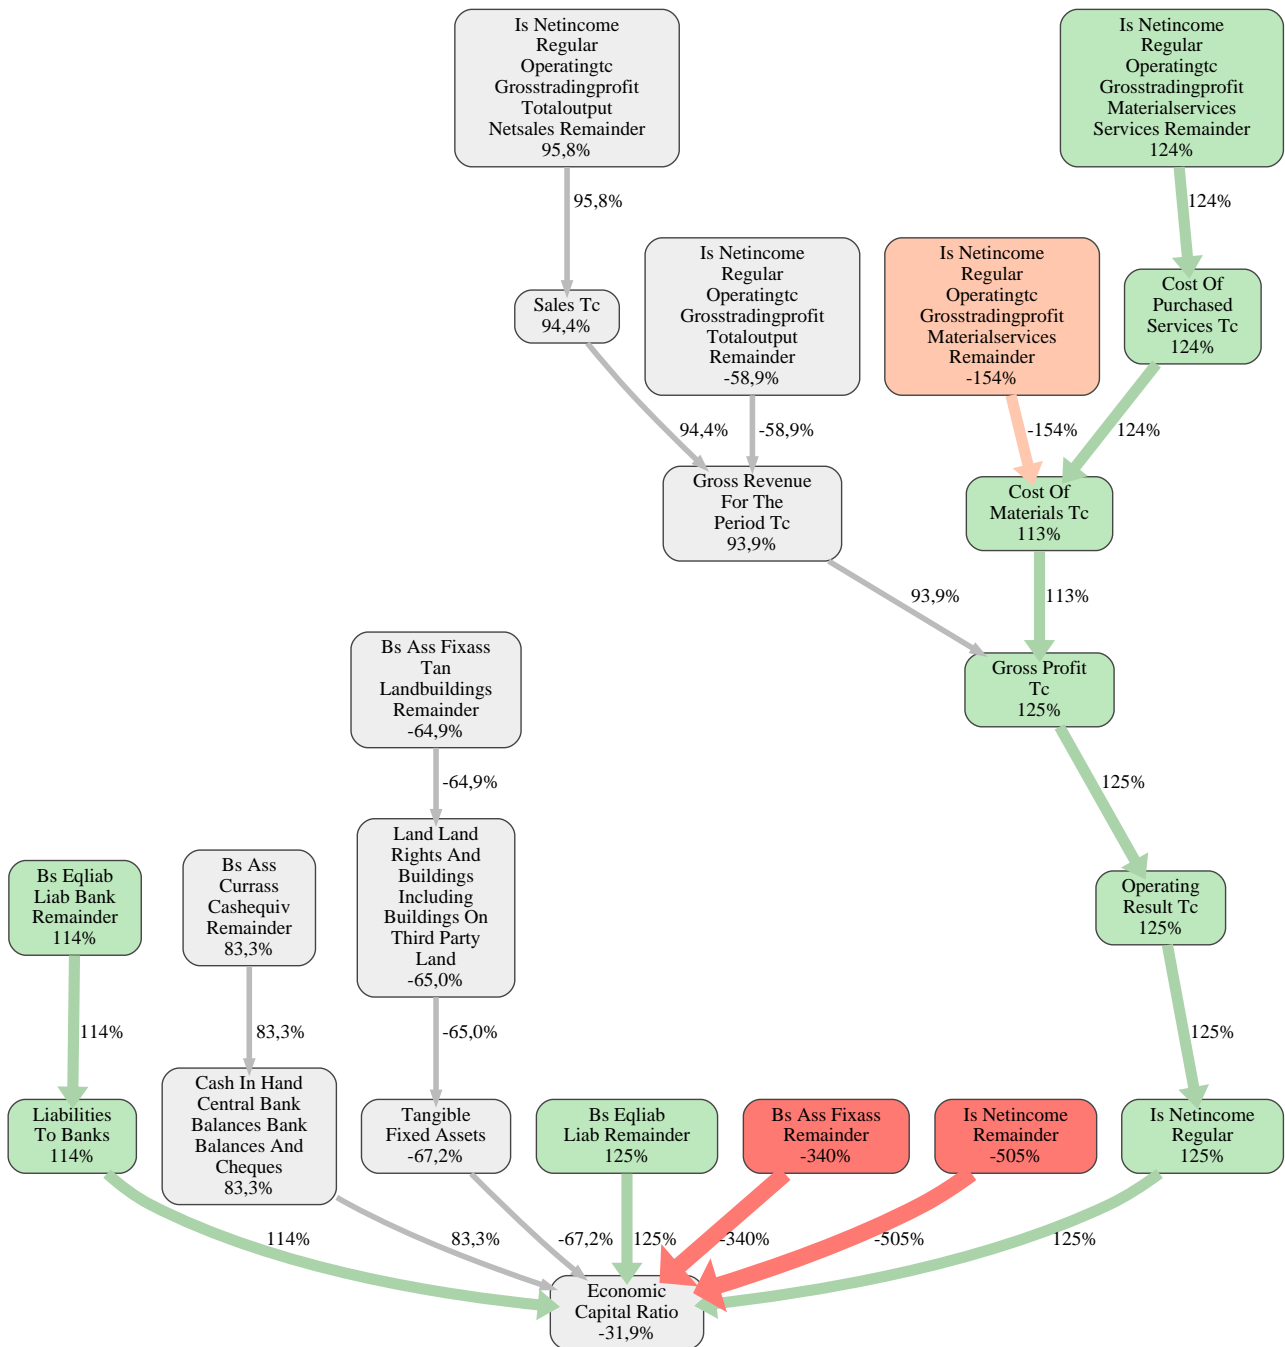 Is Netincome
Regular
Operatingtc
Grosstradingprofit
Totaloutput
Netsales Remainder
95,8%
Is Netincome
Regular
Operatingtc
Grosstradingprofit
Materialservices
Services Remainder
124%
95,8%
124%
Sales Tc
94,4%
Is Netincome
Regular
Operatingtc
Grosstradingprofit
Totaloutput
Remainder
-58,9%
Is Netincome
Regular
Operatingtc
Grosstradingprofit
Materialservices
Remainder
-154%
Cost Of
Purchased
Services Tc
124%
94,4%
-58,9%
-154%
124%
Gross Revenue
For The
Period Tc
93,9%
Cost Of
Materials Tc
113%
93,9%
113%
Bs Ass Fixass
Tan
Landbuildings
Remainder
-64,9%
Gross Profit
Tc
125%
-64,9%
125%
Bs Eqliab
Liab Bank
Remainder
114%
Bs Ass
Currass
Cashequiv
Remainder
83,3%
Land Land
Rights And
Buildings
Including
Buildings On
Third Party
Land
-65,0%
Operating
Result Tc
125%
114%
83,3%
-65,0%
125%
Liabilities
To Banks
114%
Cash In Hand
Central Bank
Balances Bank
Balances And
Cheques
83,3%
Tangible
Fixed Assets
-67,2%
Bs Eqliab
Liab Remainder
125%
Bs Ass Fixass
Remainder
-340%
Is Netincome
Remainder
-505%
Is Netincome
Regular
125%
114%
83,3%
-67,2%
125%
-340%
-505%
125%
Economic
Capital Ratio
-31,9%